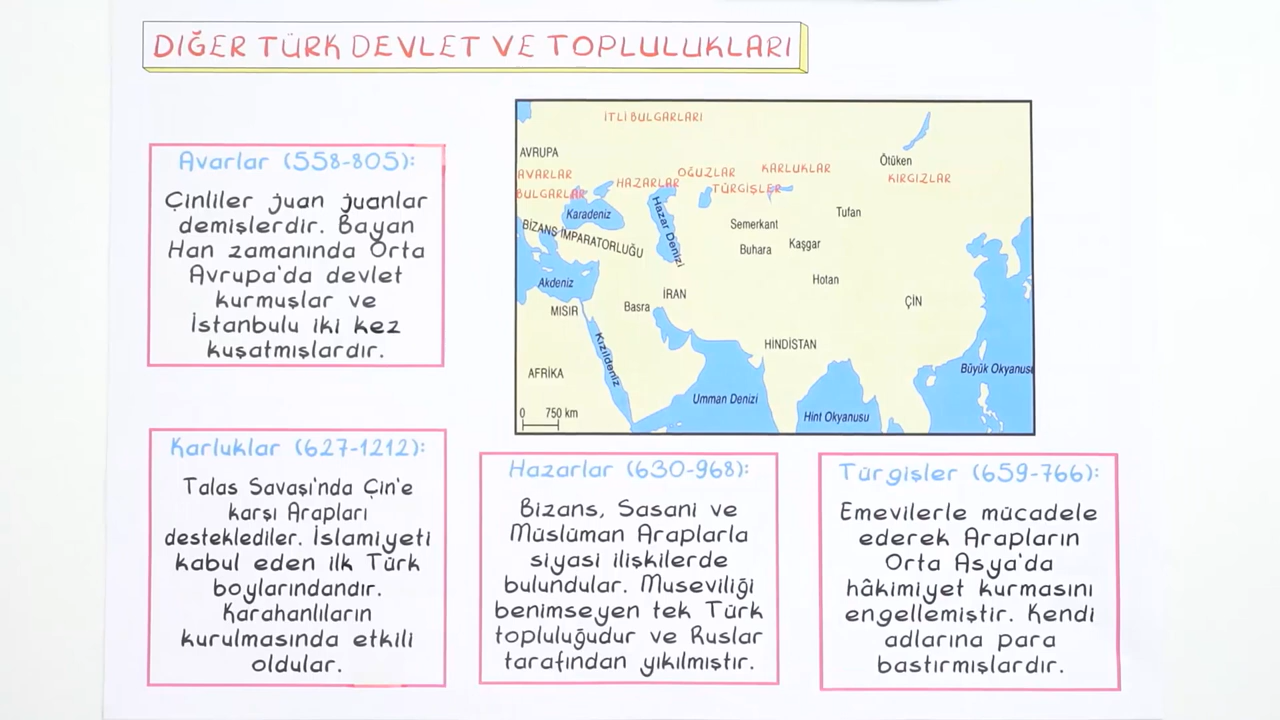 DIĞER TÜRK DEVLET VE TOPLULUKLARI
Avarlar (558-805):
Çinliler juan juanlar
demişlerdir. Bayan
Han zamanında Orta
Avrupa'da devlet
kurmuşlar ve
İstanbulu iki kez
kuşatmışlardır.
İTLİ BULGARLARI
AVRUPA
AVARLAR
BULGARLAR
HAZARLAR
OĞUZLAR
TÜRGİŞLER
KARLUKLAR
Ötüken
KIRGIZLAR
Karadeniz
Hazar Denizi
BİZANS İMPARATORLUĞU
Semerkant
Tufan
Buhara
Kaşgar
Hotan
Akdeniz
MISIR
Basra
İRAN
ÇİN
Kızıldeniz
HİNDİSTAN
AFRİKA
Umman Denizi
Hint Okyanusu
Büyük Okyanusu
0 750 km
Karluklar (627-1212):
Talas Savaşı'nda Çin'e
karşı Arapları
desteklediler. İslamiyeti
kabul eden ilk Türk
boylarındandır.
Karahanlıların
kurulmasında etkili
oldular.
Hazarlar (630-968):
Bizans, Sasani ve
Müslüman Araplarla
siyasi ilişkilerde
bulundular. Museviliği
benimseyen tek Türk
topluluğudur ve Ruslar
tarafından yıkılmıştır.
Türgişler (659-766):
Emevilerle mücadele
ederek Arapların
Orta Asya'da
hâkimiyet kurmasını
engellemiştir. Kendi
adlarına para
bastırmışlardır.